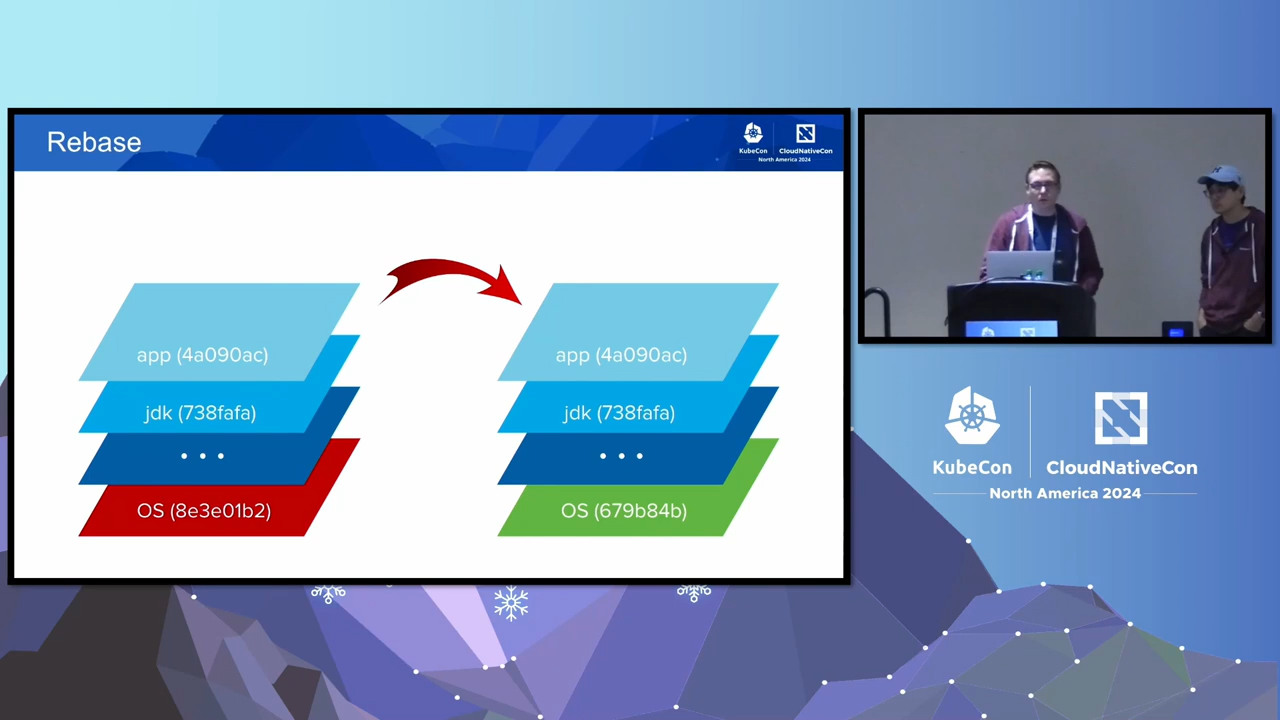 Rebase
KubeCon
CloudNativeCon
North America 2024
app (4a090ac)
jdk (738fafa)
• • •
OS (8e3e01b2)
app (4a090ac)
jdk (738fafa)
• • •
OS (679b84b)
KubeCon
CloudNativeCon
North America 2024